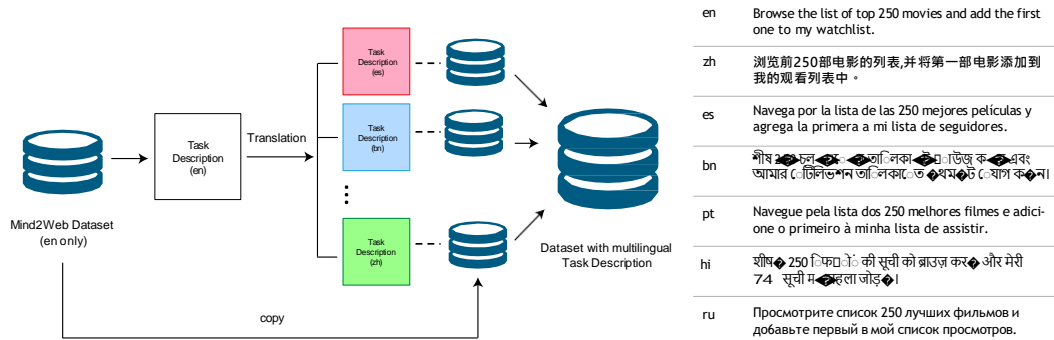 Task
Description
(es)
Task
Description
(bn)
Task
Description
(zh)
Task
Description
(en)
Translation
Mind2Web Dataset
(en only)
Dataset with multilingual
Task Description
copy
en Browse the list of top 250 movies and add the first
one to my watchlist.
zh 浏览前250部电影的列表,并将第一部电影添加到
我的观看列表中。
es Navega por la lista de las 250 mejores películas y
agrega la primera a mi lista de seguidores.
bn এবং
আমার
pt Navegue pela lista dos 250 melhores filmes e adici-
one o primeiro à minha lista de assistir.
hi 250 की सूची को ब्राउज़ और मेरी
74 सूची
ru Просмотрите список 250 лучших фильмов и
добавьте первый в мой список просмотров.